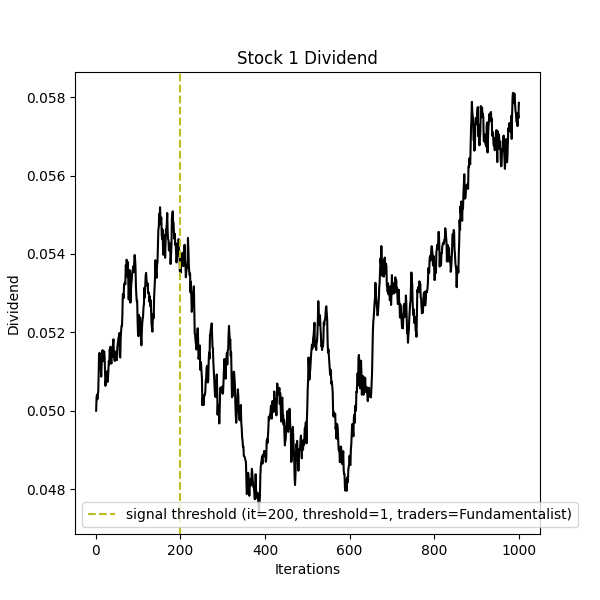 Stock 1 Dividend
0.058
0.056
0.054
0.052
0.050
0.048
Dividend
signal threshold (it=200, threshold=1, traders=Fundamentalist)
0 200 400 600 800 1000
Iterations